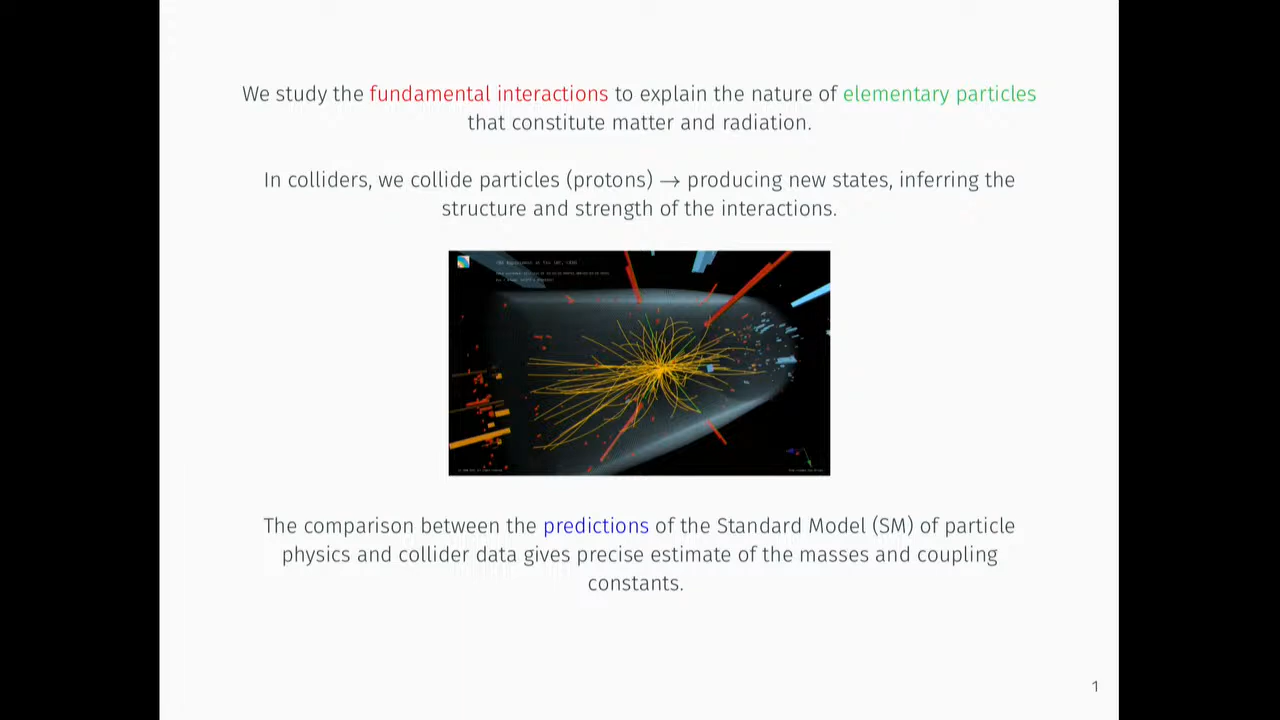 We study the fundamental interactions to explain the nature of elementary particles
that constitute matter and radiation.
In colliders, we collide particles (protons) → producing new states, inferring the
structure and strength of the interactions.
The comparison between the predictions of the Standard Model (SM) of particle
physics and collider data gives precise estimate of the masses and coupling
constants.
1